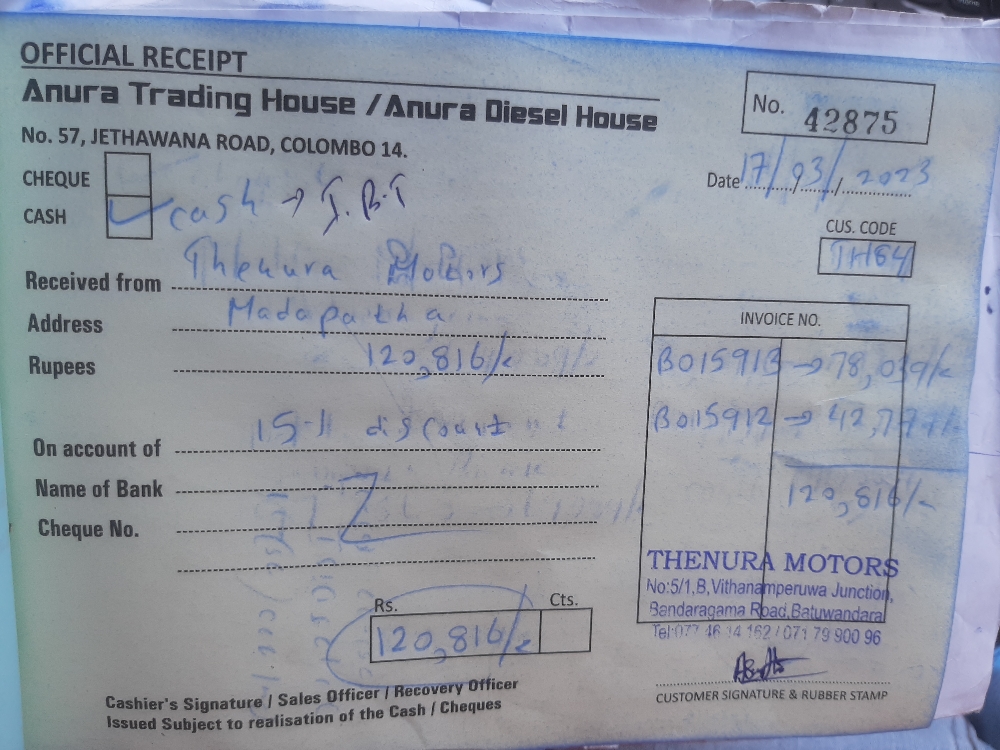 OFFICIAL RECEIPT
Anura Trading House / Anura Diesel House
No. 57, JETHAWANA ROAD, COLOMBO 14.
No. 42875
Date 17/03/2023
CHEQUE
CASH cash → T.B.T
CUS. CODE
TH64
Received from Thenura Motors
Address Madapatha
Rupees 120,816/-
On account of 15% discount
Name of Bank
Cheque No.
INVOICE NO.
B015913 → 78,039/-
B015912 → 42,777/-
120,816/-
THENURA MOTORS
No:5/1,B,Vithanamperuwa Junction,
Bandaragama Road,Batuwandara
Tel:077 46 14 162 / 071 79 900 96
Rs. Cts.
120,816/-
Cashier's Signature / Sales Officer / Recovery Officer
Issued Subject to realisation of the Cash / Cheques
CUSTOMER SIGNATURE & RUBBER STAMP